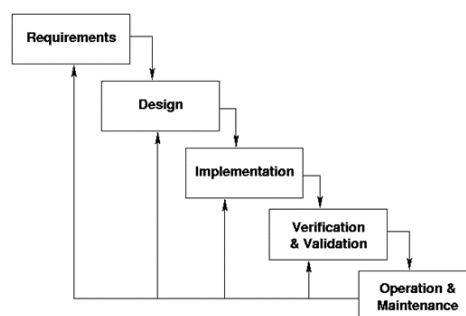 Requirements
Design
Implementation
Verification
& Validation
Operation &
Maintenance